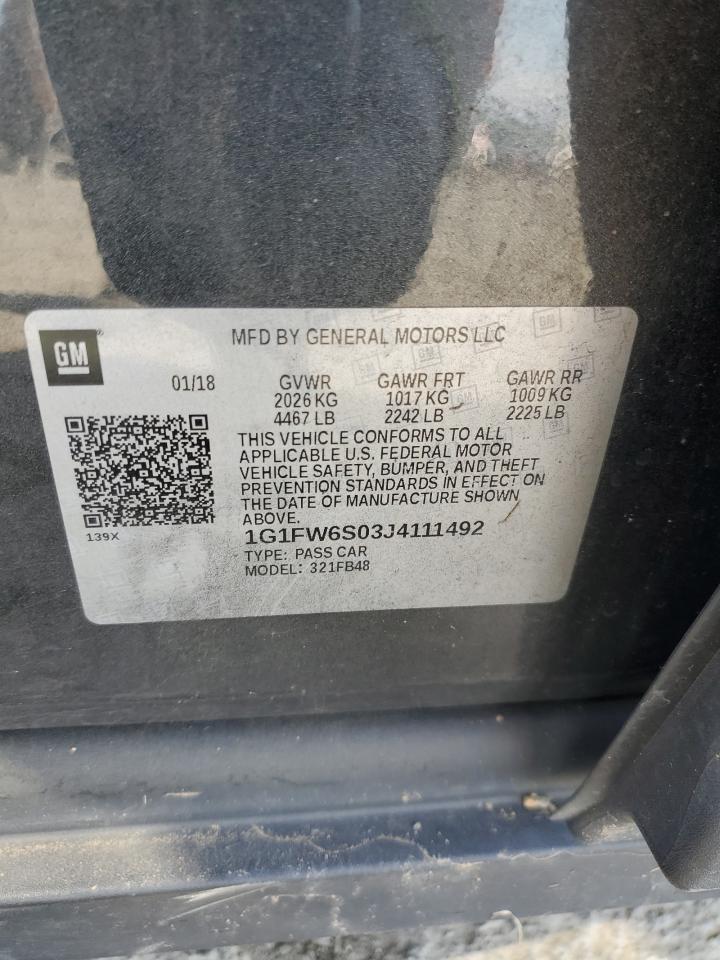 GM
MFD BY GENERAL MOTORS LLC
01/18 GVWR GAWR FRT GAWR RR
2026 KG 1017 KG 1009 KG
4467 LB 2242 LB 2225 LB
THIS VEHICLE CONFORMS TO ALL
APPLICABLE U.S. FEDERAL MOTOR
VEHICLE SAFETY, BUMPER, AND THEFT
PREVENTION STANDARDS IN EFFECT ON
THE DATE OF MANUFACTURE SHOWN
ABOVE.
139X
1G1FW6S03J4111492
TYPE: PASS CAR
MODEL: 321FB48